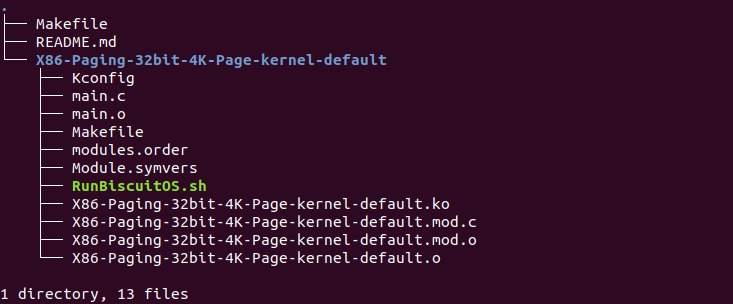 .
├── Makefile
├── README.md
└── X86-Paging-32bit-4K-Page-kernel-default
    ├── Kconfig
    ├── main.c
    ├── main.o
    ├── Makefile
    ├── modules.order
    ├── Module.symvers
    ├── RunBiscuitOS.sh
    ├── X86-Paging-32bit-4K-Page-kernel-default.ko
    ├── X86-Paging-32bit-4K-Page-kernel-default.mod.c
    ├── X86-Paging-32bit-4K-Page-kernel-default.mod.o
    └── X86-Paging-32bit-4K-Page-kernel-default.o

1 directory, 13 files